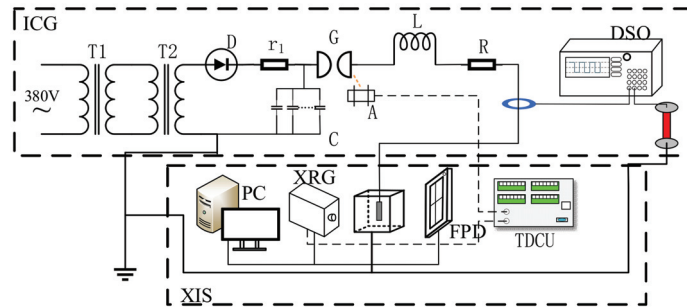 ICG
T1
T2
D
r1
G
L
R
DSO
380V
~
A
C
XRG
PC
FPD
TDCU
XIS